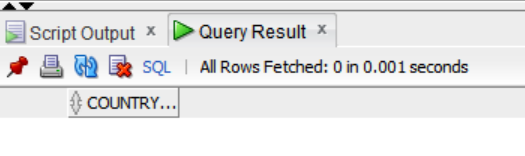 Script Output x Query Result x
SQL | All Rows Fetched: 0 in 0.001 seconds
COUNTRY...